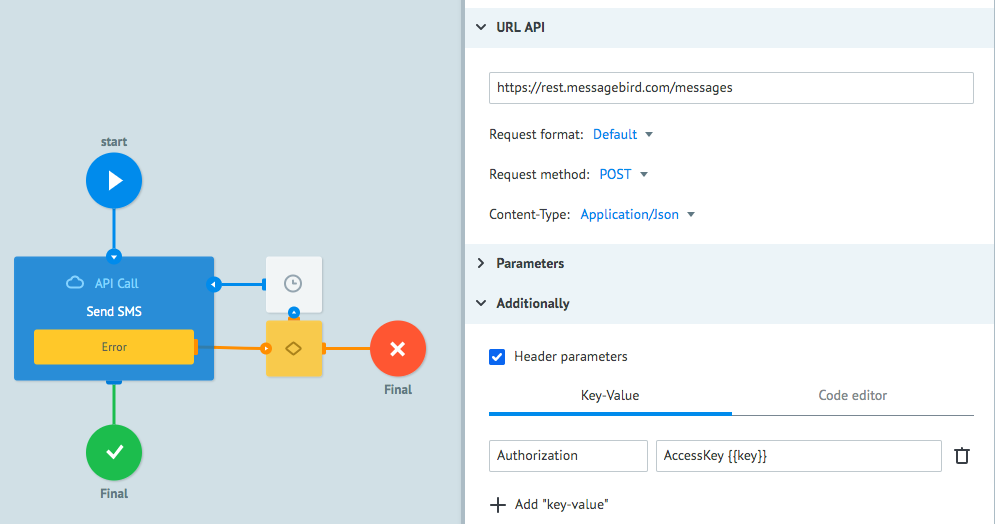 start
API Call
Send SMS
Error
Final
Final
URL API
https://rest.messagebird.com/messages
Request format: Default
Request method: POST
Content-Type: Application/Json
Parameters
Additionally
Header parameters
Key-Value
Code editor
Authorization
AccessKey {{key}}
Add "key-value"